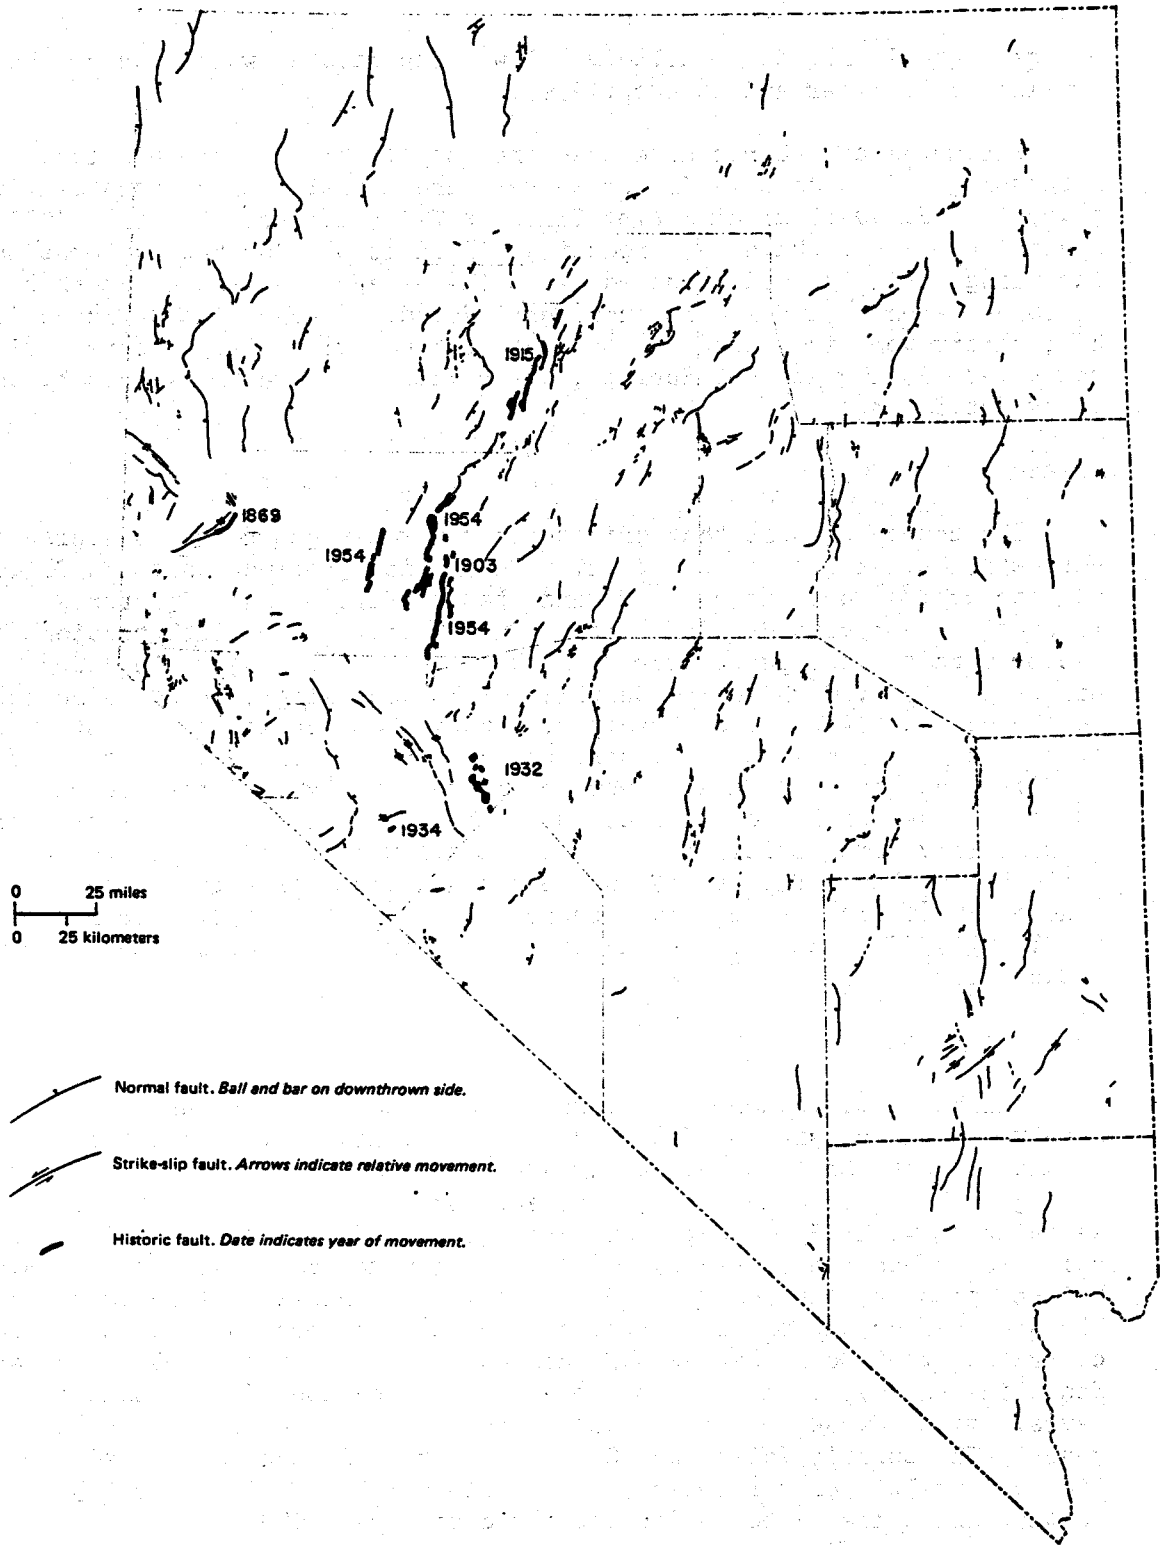 1915
1869
1954
1954
1903
1954
1932
1934
0 25 miles
0 25 kilometers
Normal fault. Ball and bar on downthrown side.
Strike-slip fault. Arrows indicate relative movement.
Historic fault. Date indicates year of movement.